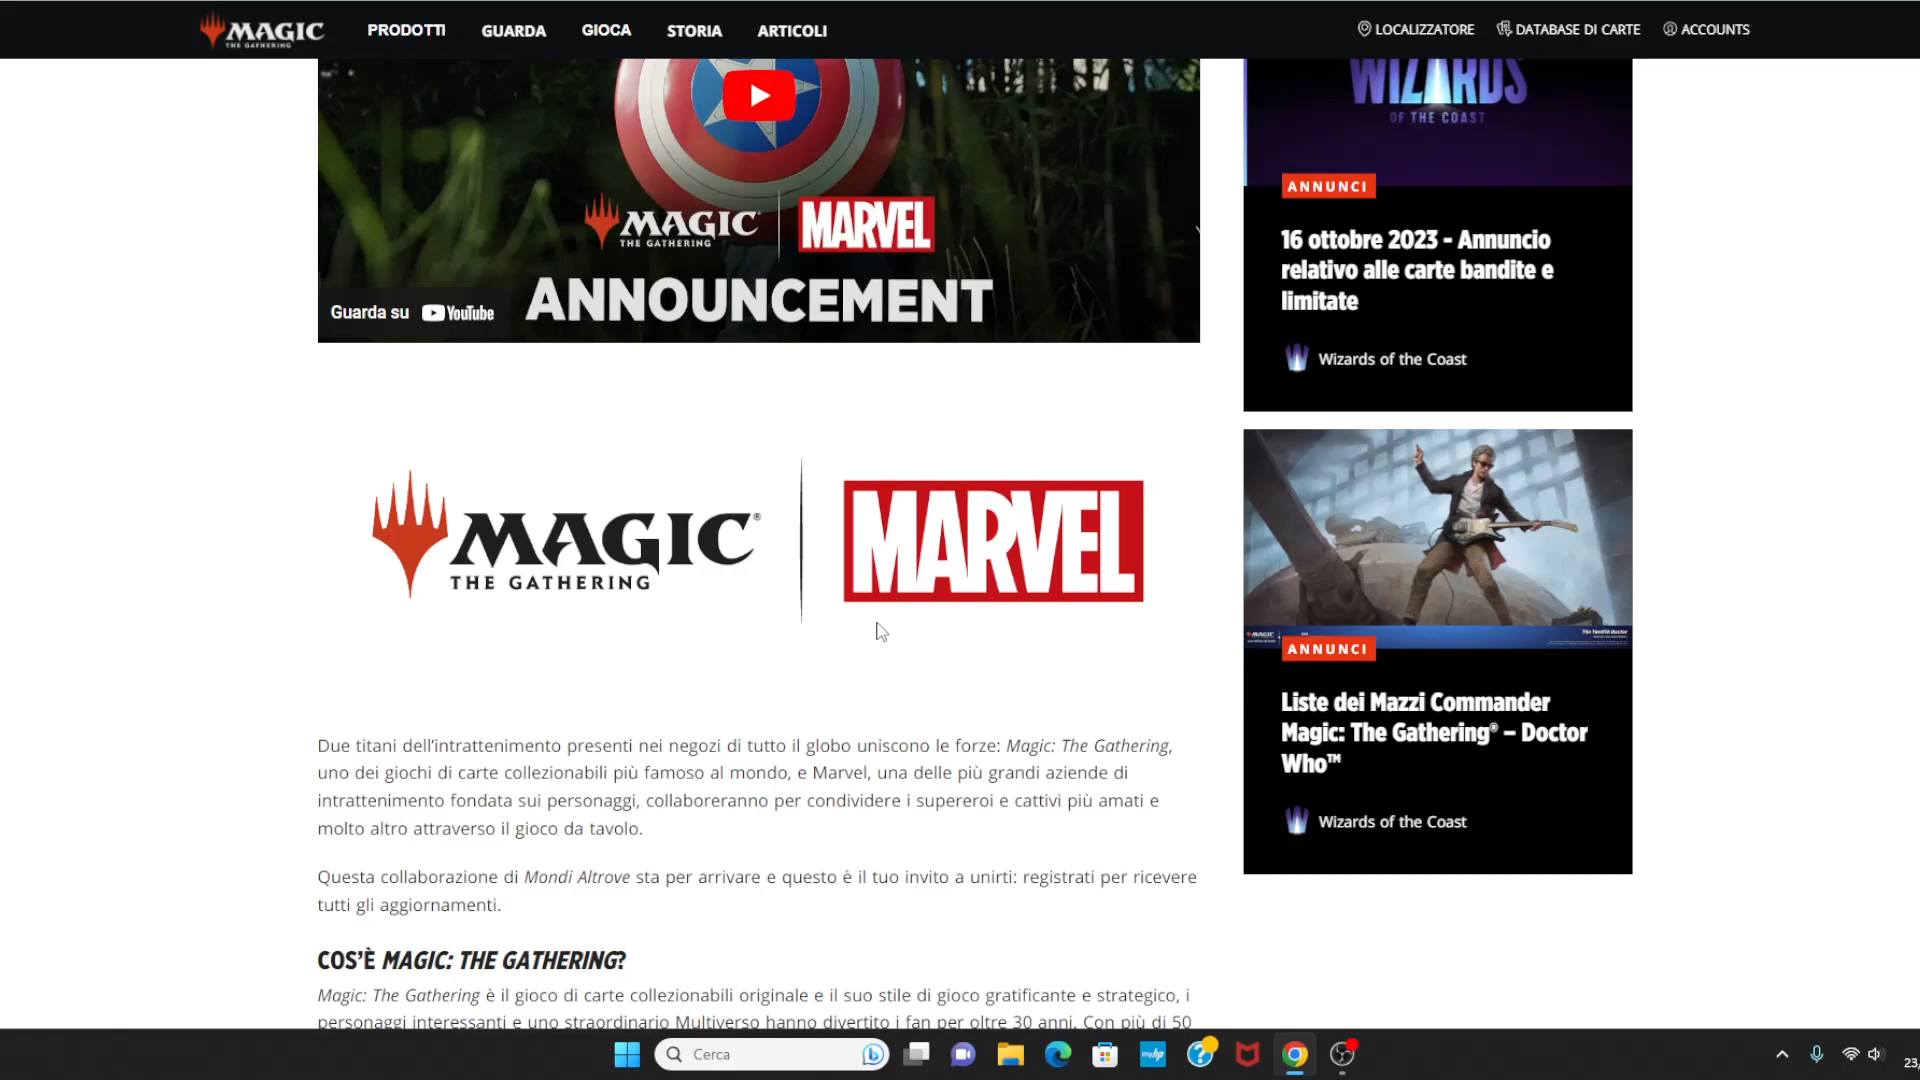 MAGIC
THE GATHERING
PRODOTTI
GUARDA
GIOCA
STORIA
ARTICOLI
LOCALIZZATORE
DATABASE DI CARTE
ACCOUNTS
MAGIC
THE GATHERING
MARVEL
ANNOUNCEMENT
Guarda su YouTube
MAGIC®
THE GATHERING
MARVEL
Due titani dell'intrattenimento presenti nei negozi di tutto il globo uniscono le forze: Magic: The Gathering,
uno dei giochi di carte collezionabili più famoso al mondo, e Marvel, una delle più grandi aziende di
intrattenimento fondata sui personaggi, collaboreranno per condividere i supereroi e cattivi più amati e
molto altro attraverso il gioco da tavolo.
Questa collaborazione di Mondi Altrove sta per arrivare e questo è il tuo invito a unirti: registrati per ricevere
tutti gli aggiornamenti.
COS'È MAGIC: THE GATHERING?
Magic: The Gathering è il gioco di carte collezionabili originale e il suo stile di gioco gratificante e strategico, i
personaggi interessanti e uno straordinario Multiverso hanno divertito i fan per oltre 30 anni. Con più di 50
WIZARDS
OF THE COAST
ANNUNCI
16 ottobre 2023 - Annuncio
relativo alle carte bandite e
limitate
Wizards of the Coast
MAGIC
The Twelfth Doctor
ANNUNCI
Liste dei Mazzi Commander
Magic: The Gathering® – Doctor
Who™
Wizards of the Coast
Cerca
myhp
23